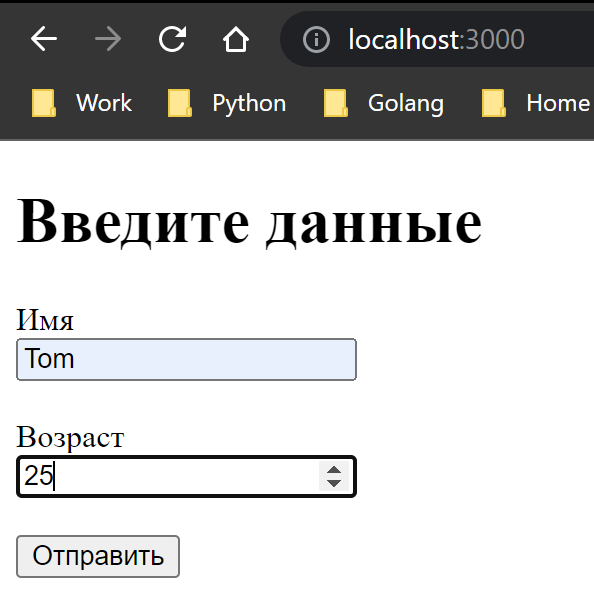 localhost:3000
Work Python Golang Home
Введите данные
Имя
Tom
Возраст
25
Отправить